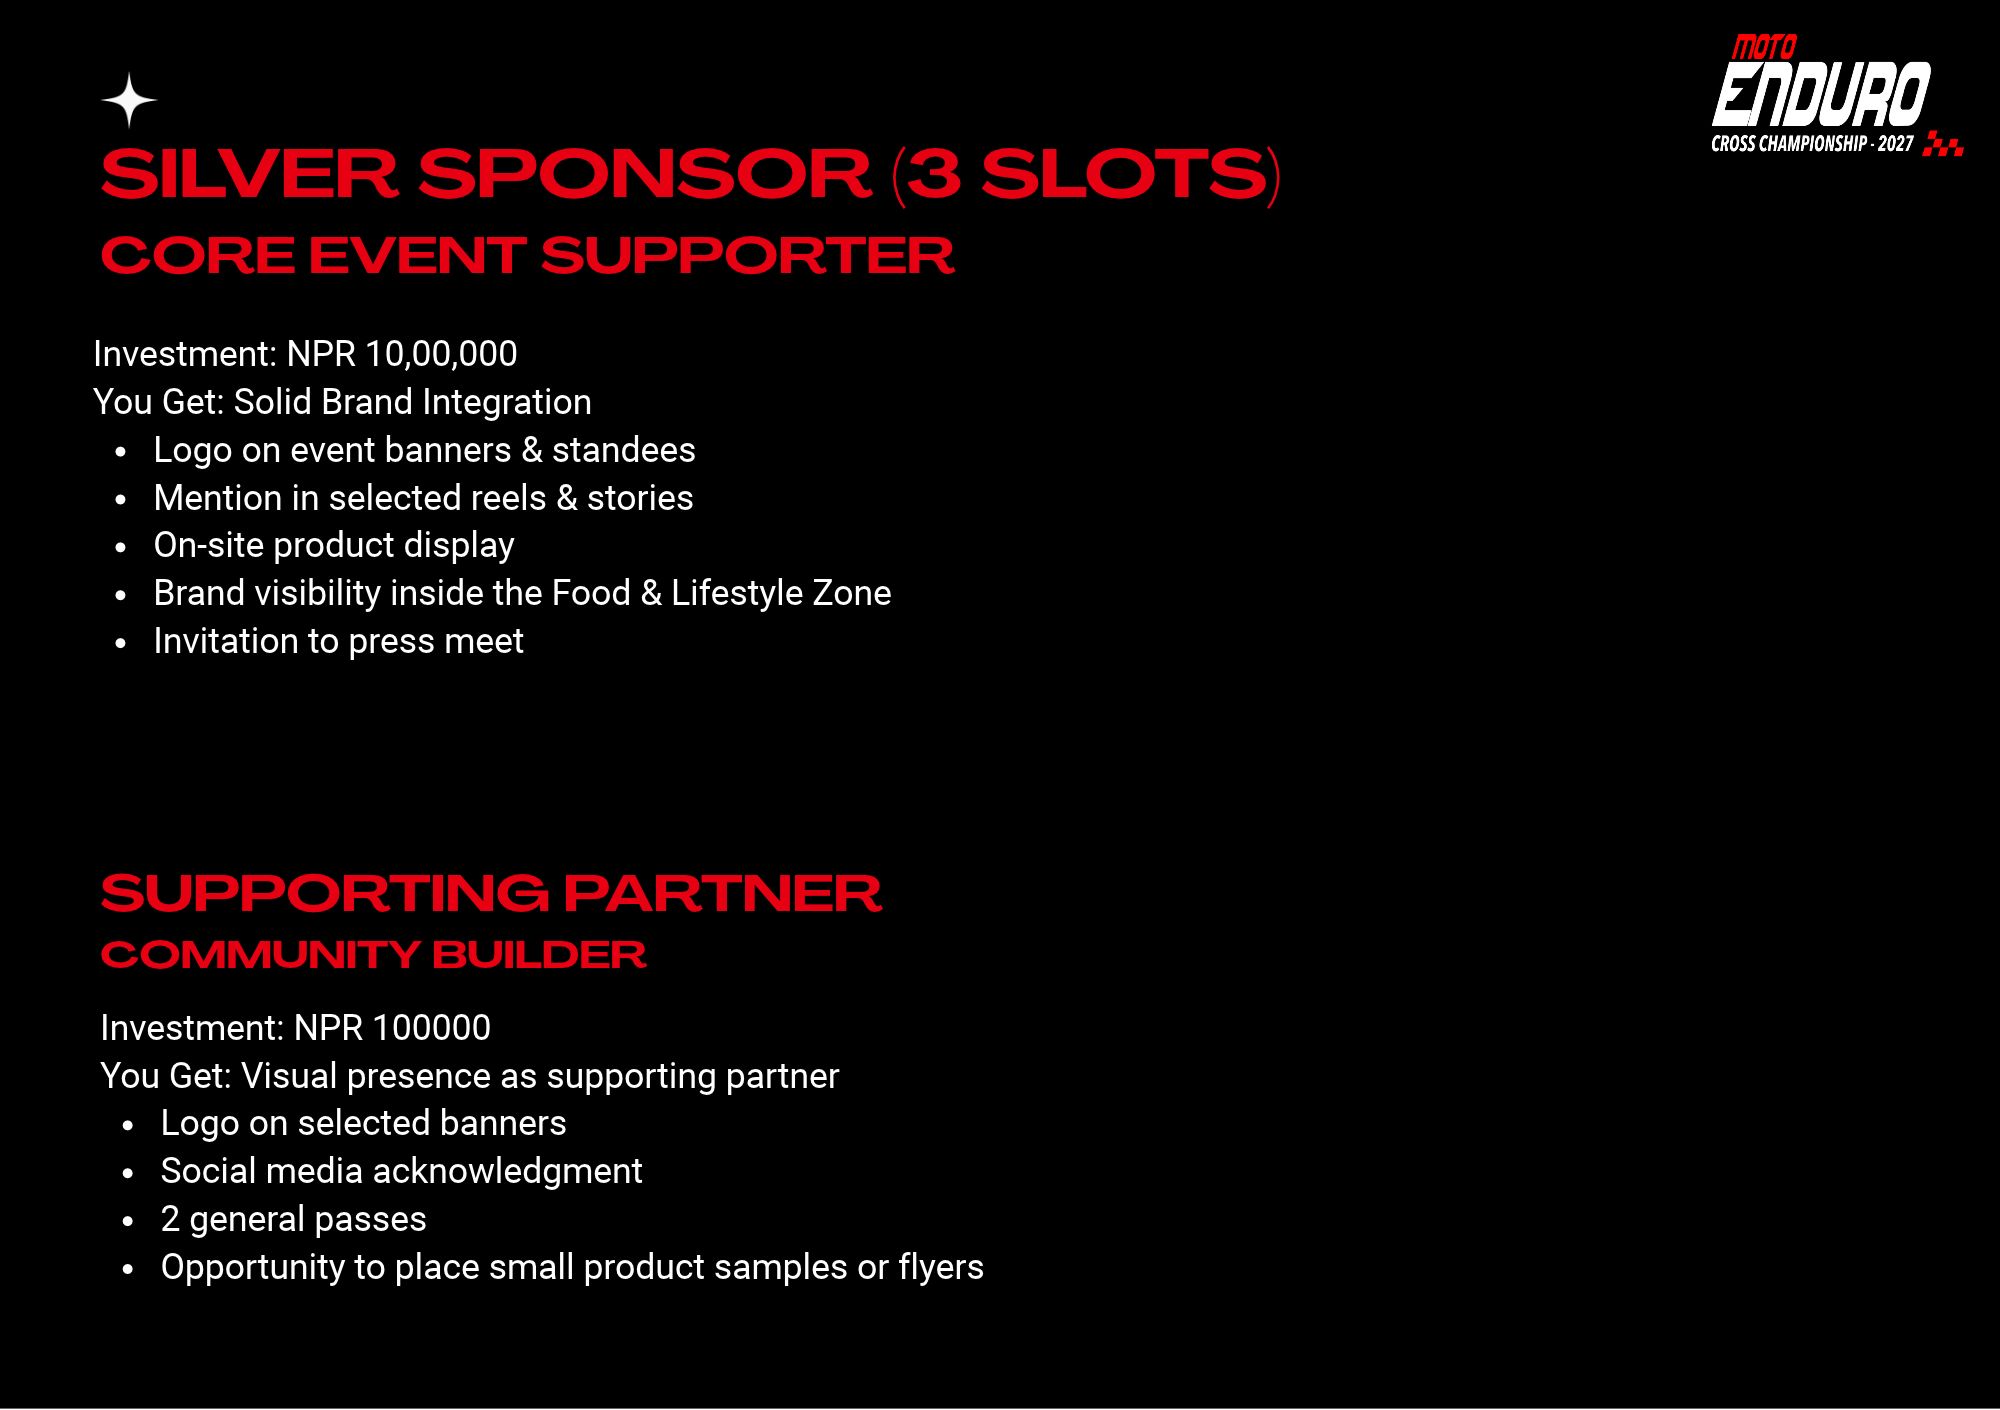 MOTO
ENDURO
CROSS CHAMPIONSHIP - 2027
SILVER SPONSOR (3 SLOTS)
CORE EVENT SUPPORTER
Investment: NPR 10,00,000
You Get: Solid Brand Integration
• Logo on event banners & standees
• Mention in selected reels & stories
• On-site product display
• Brand visibility inside the Food & Lifestyle Zone
• Invitation to press meet
SUPPORTING PARTNER
COMMUNITY BUILDER
Investment: NPR 100000
You Get: Visual presence as supporting partner
• Logo on selected banners
• Social media acknowledgment
• 2 general passes
• Opportunity to place small product samples or flyers